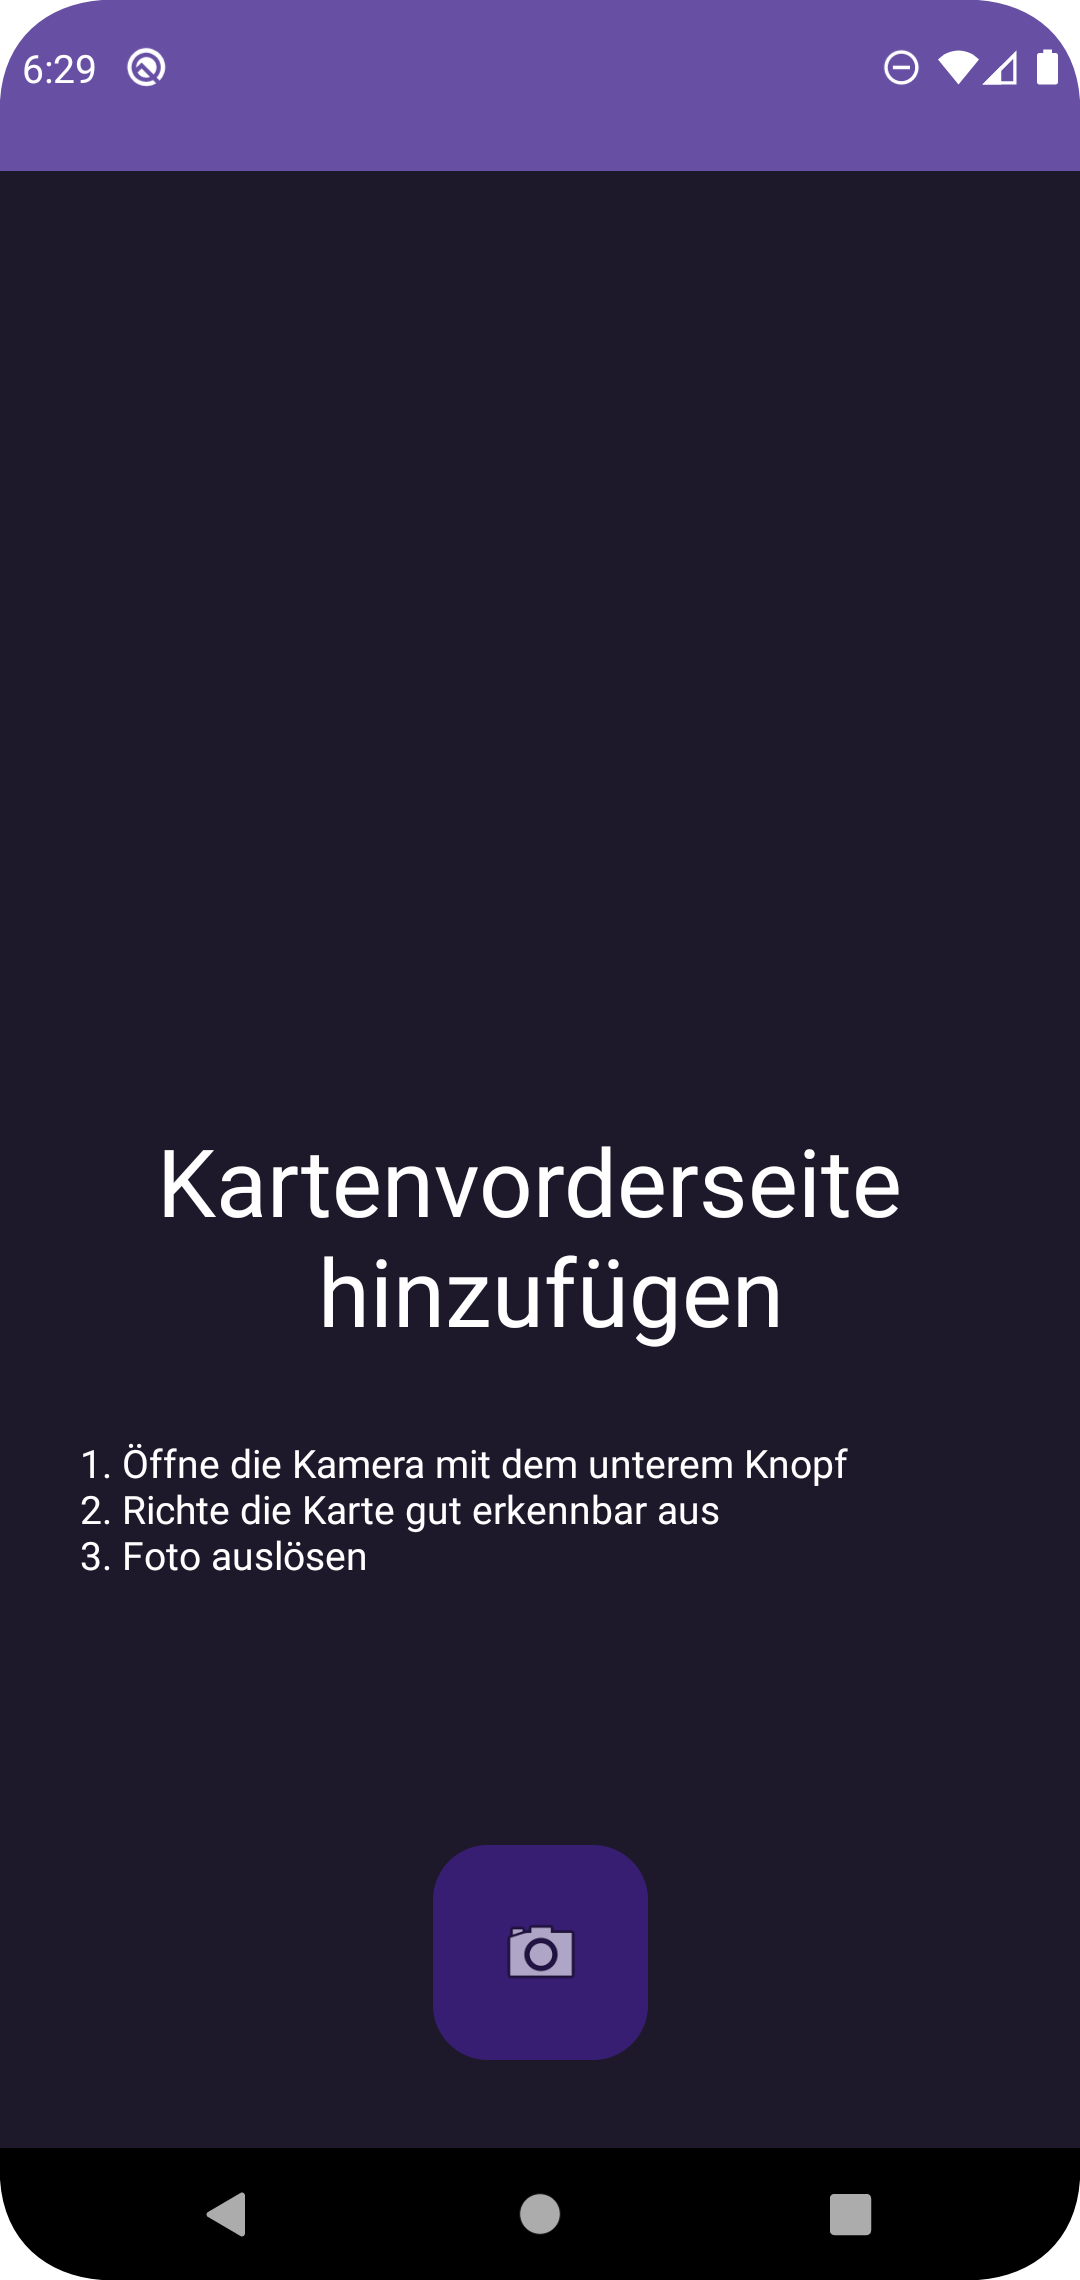 6:29
Kartenvorderseite
hinzufügen
1. Öffne die Kamera mit dem unterem Knopf
2. Richte die Karte gut erkennbar aus
3. Foto auslösen